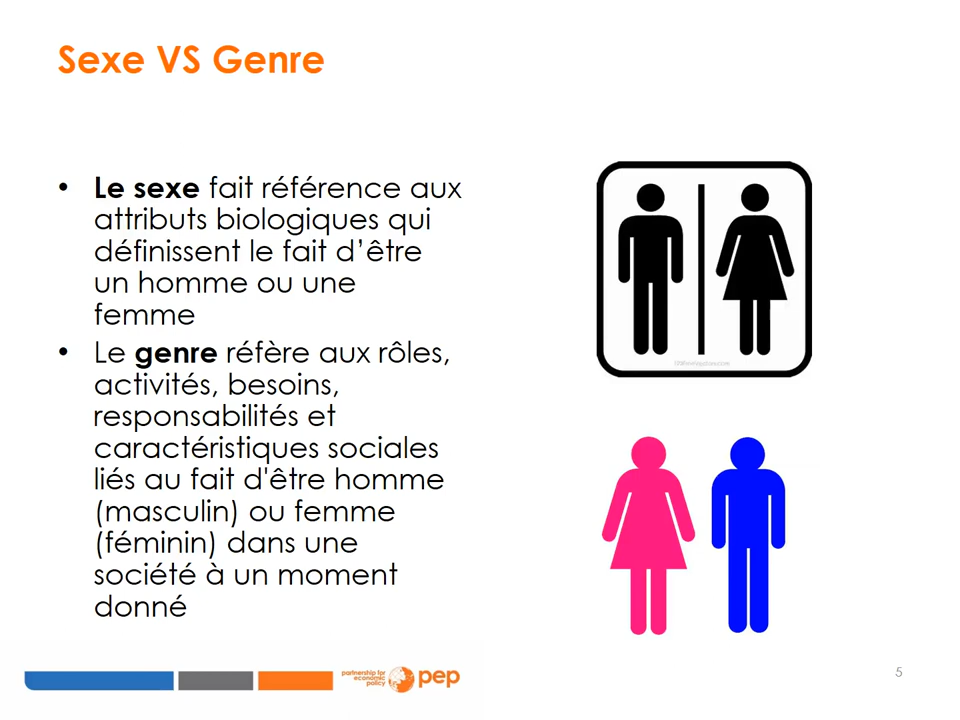 Sexe VS Genre
• Le sexe fait référence aux
attributs biologiques qui
définissent le fait d’être
un homme ou une
femme
• Le genre réfère aux rôles,
activités, besoins,
responsabilités et
caractéristiques sociales
liés au fait d'être homme
(masculin) ou femme
(féminin) dans une
société à un moment
donné
partnership for
economic
policy
pep
5